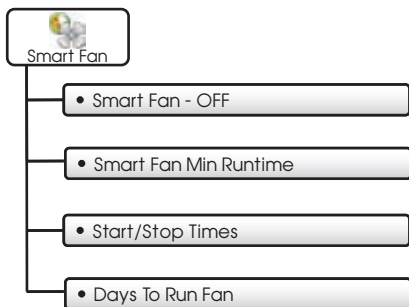 Smart Fan
• Smart Fan - OFF
• Smart Fan Min Runtime
• Start/Stop Times
• Days To Run Fan